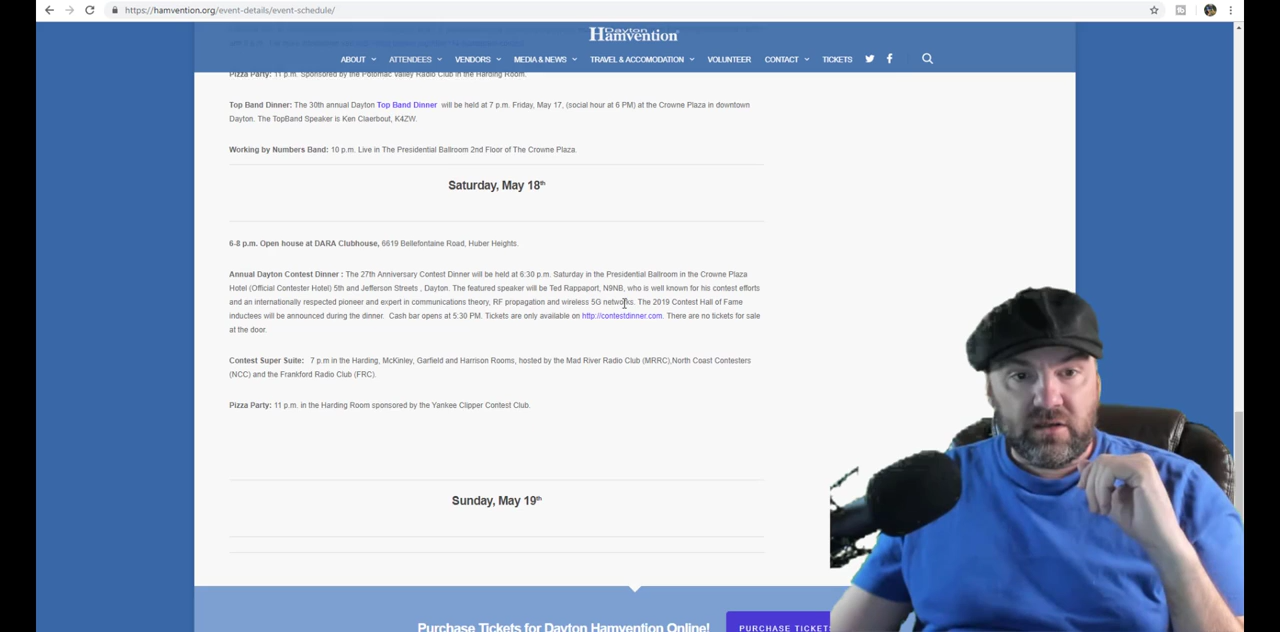 https://hamvention.org/event-details/event-schedule/
Dayton
Hamvention
ABOUT ATTENDEES VENDORS MEDIA & NEWS TRAVEL & ACCOMODATION VOLUNTEER CONTACT TICKETS
Pizza Party: 11 p.m. Sponsored by the Potomac Valley Radio Club in the Harding Room.
Top Band Dinner: The 30th annual Dayton Top Band Dinner will be held at 7 p.m. Friday, May 17, (social hour at 6 PM) at the Crowne Plaza in downtown
Dayton. The TopBand Speaker is Ken Claerbout, K4ZW.
Working by Numbers Band: 10 p.m. Live in The Presidential Ballroom 2nd Floor of The Crowne Plaza.
Saturday, May 18th
6-8 p.m. Open house at DARA Clubhouse, 6619 Bellefontaine Road, Huber Heights.
Annual Dayton Contest Dinner : The 27th Anniversary Contest Dinner will be held at 6:30 p.m. Saturday in the Presidential Ballroom in the Crowne Plaza
Hotel (Official Contester Hotel) 5th and Jefferson Streets , Dayton. The featured speaker will be Ted Rappaport, N9NB, who is well known for his contest efforts
and an internationally respected pioneer and expert in communications theory, RF propagation and wireless 5G networks. The 2019 Contest Hall of Fame
inductees will be announced during the dinner. Cash bar opens at 5:30 PM. Tickets are only available on http://contestdinner.com. There are no tickets for sale
at the door.
Contest Super Suite: 7 p.m in the Harding, McKinley, Garfield and Harrison Rooms, hosted by the Mad River Radio Club (MRRC),North Coast Contesters
(NCC) and the Frankford Radio Club (FRC).
Pizza Party: 11 p.m. in the Harding Room sponsored by the Yankee Clipper Contest Club.
Sunday, May 19th
Purchase Tickets for Dayton Hamvention Online! PURCHASE TICKETS